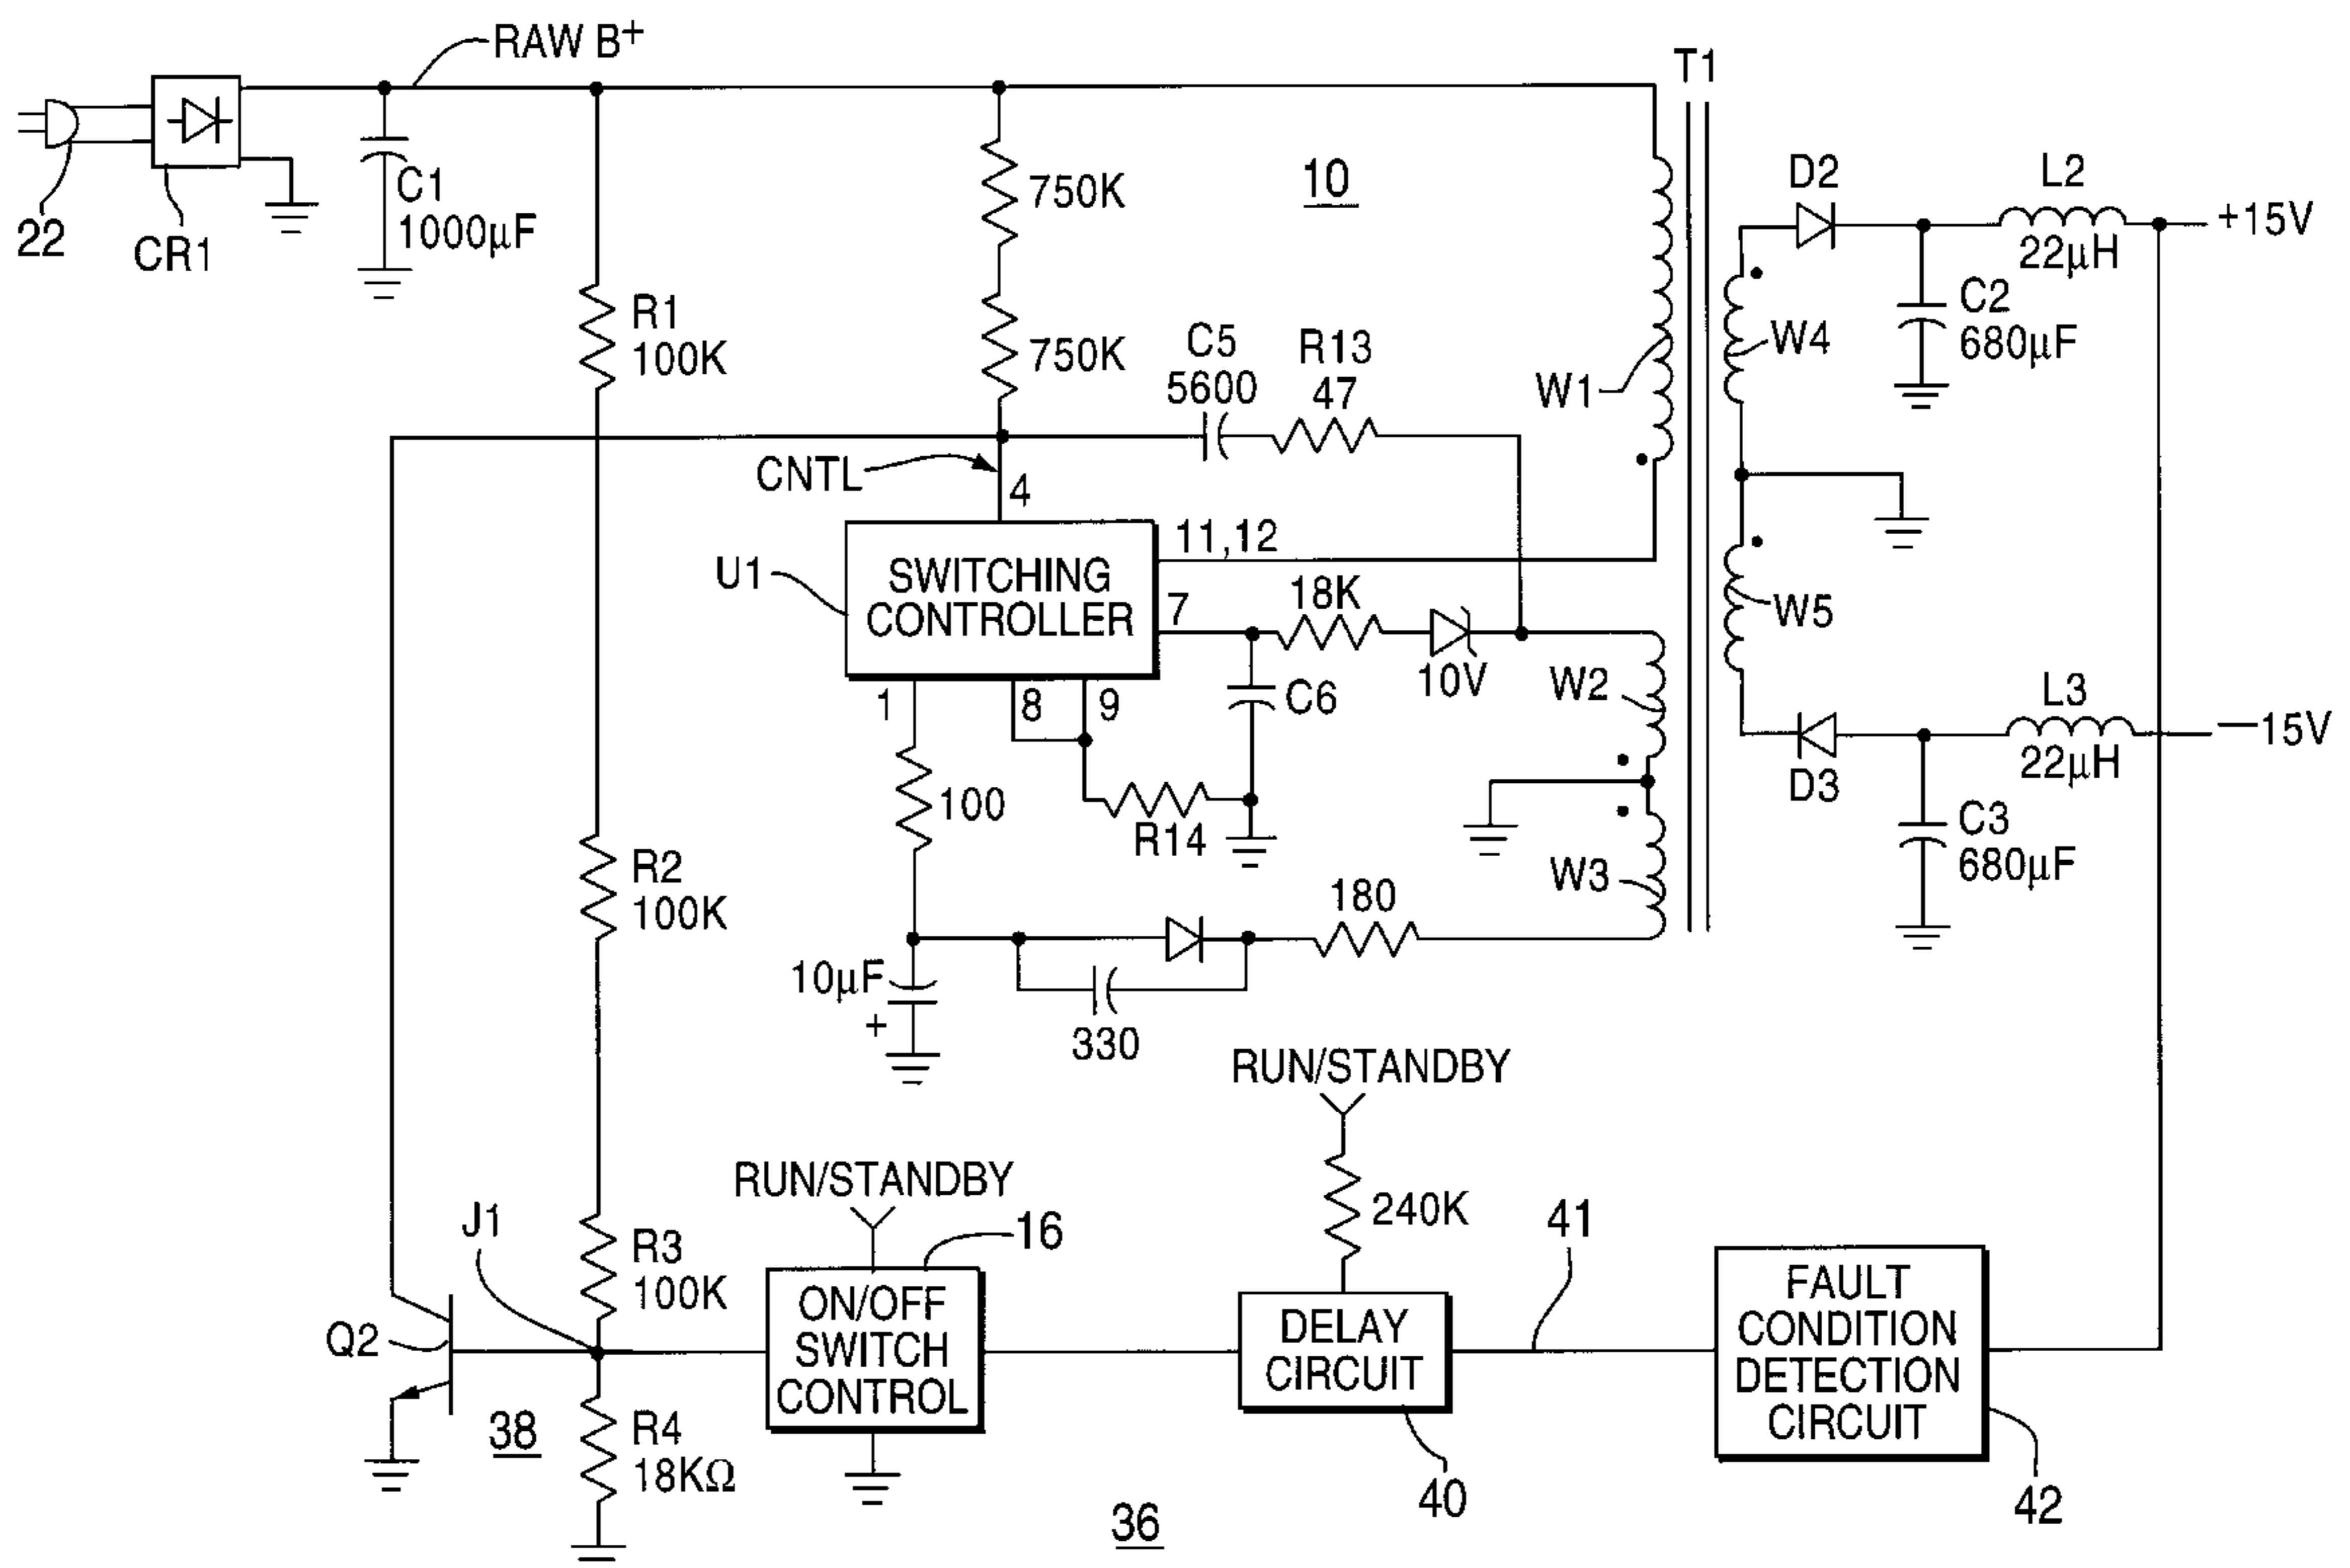 RAW B+
T1
22
CR1
C1
1000µF
750K
10
D2
L2
22µH
+15V
R1
100K
750K
C5
5600
R13
47
W1
W4
C2
680µF
CNTL
4
11,12
U1
SWITCHING
CONTROLLER
7
18K
10V
W2
W5
1
8
9
C6
L3
22µH
—15V
D3
100
R14
R2
100K
W3
C3
680µF
180
10µF
+
330
RUN/STANDBY
RUN/STANDBY
J1
16
240K
41
R3
100K
Q2
ON/OFF
SWITCH
CONTROL
DELAY
CIRCUIT
FAULT
CONDITION
DETECTION
CIRCUIT
38
R4
18KΩ
36
40
42